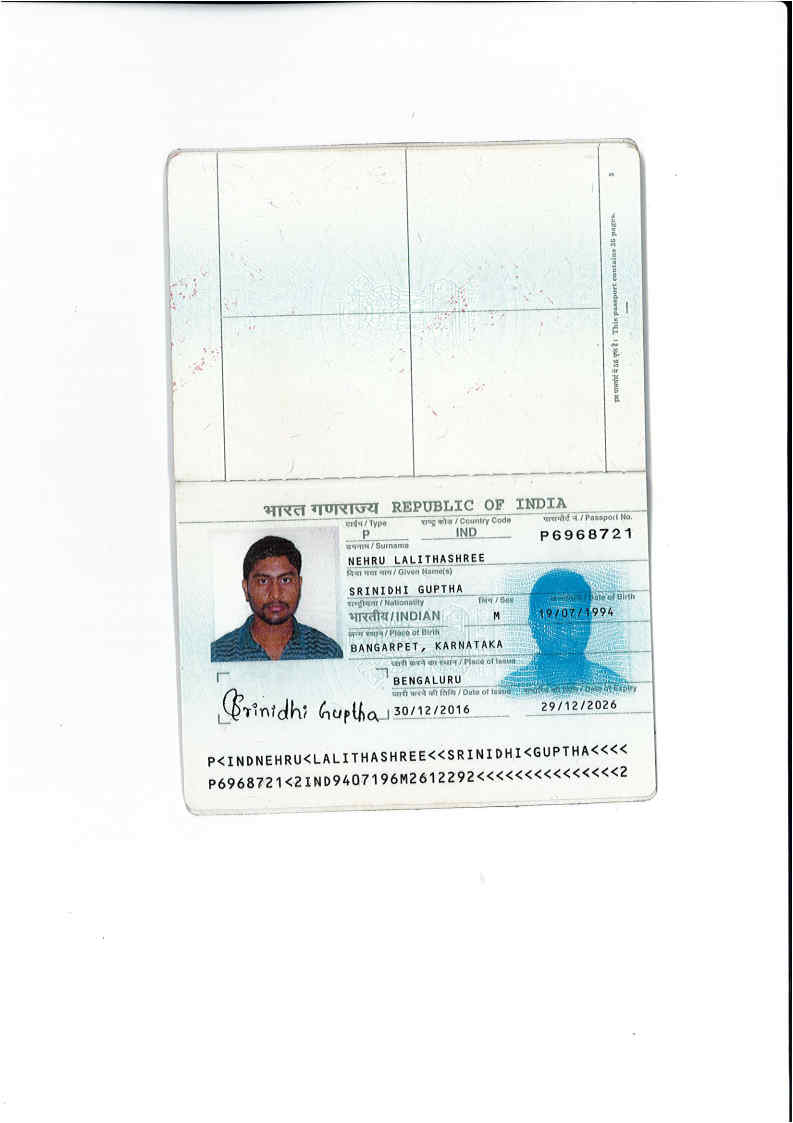 इस पासपोर्ट में 36 पृष्ठ हैं। This passport contains 36 pages.
भारत गणराज्य REPUBLIC OF INDIA
टाईप / Type राष्ट्र कोड / Country Code पासपोर्ट नं. / Passport No.
P IND P6968721
उपनाम / Surname
NEHRU LALITHASHREE
दिया गया नाम / Given Name(s)
SRINIDHI GUPTHA
राष्ट्रीयता / Nationality लिंग / Sex जन्मतिथि / Date of Birth
भारतीय/INDIAN M 19/07/1994
जन्म स्थान / Place of Birth
BANGARPET, KARNATAKA
जारी करने का स्थान / Place of Issue
BENGALURU
जारी करने की तिथि / Date of Issue समाप्ति की तिथि / Date of Expiry
Srinidhi Guptha 30/12/2016 29/12/2026
P<INDNEHRU<LALITHASHREE<<SRINIDHI<GUPTHA<<<<
P6968721<2IND9407196M2612292<<<<<<<<<<<<<<<2